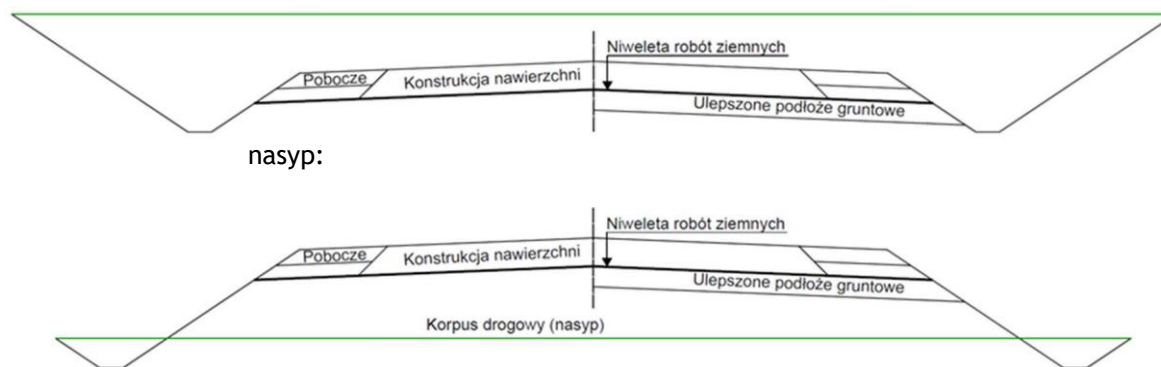 Niweleta robót ziemnych
Pobocze
Konstrukcja nawierzchni
Ulepszone podłoże gruntowe
nasyp:
Niweleta robót ziemnych
Pobocze
Konstrukcja nawierzchni
Ulepszone podłoże gruntowe
Korpus drogowy (nasyp)